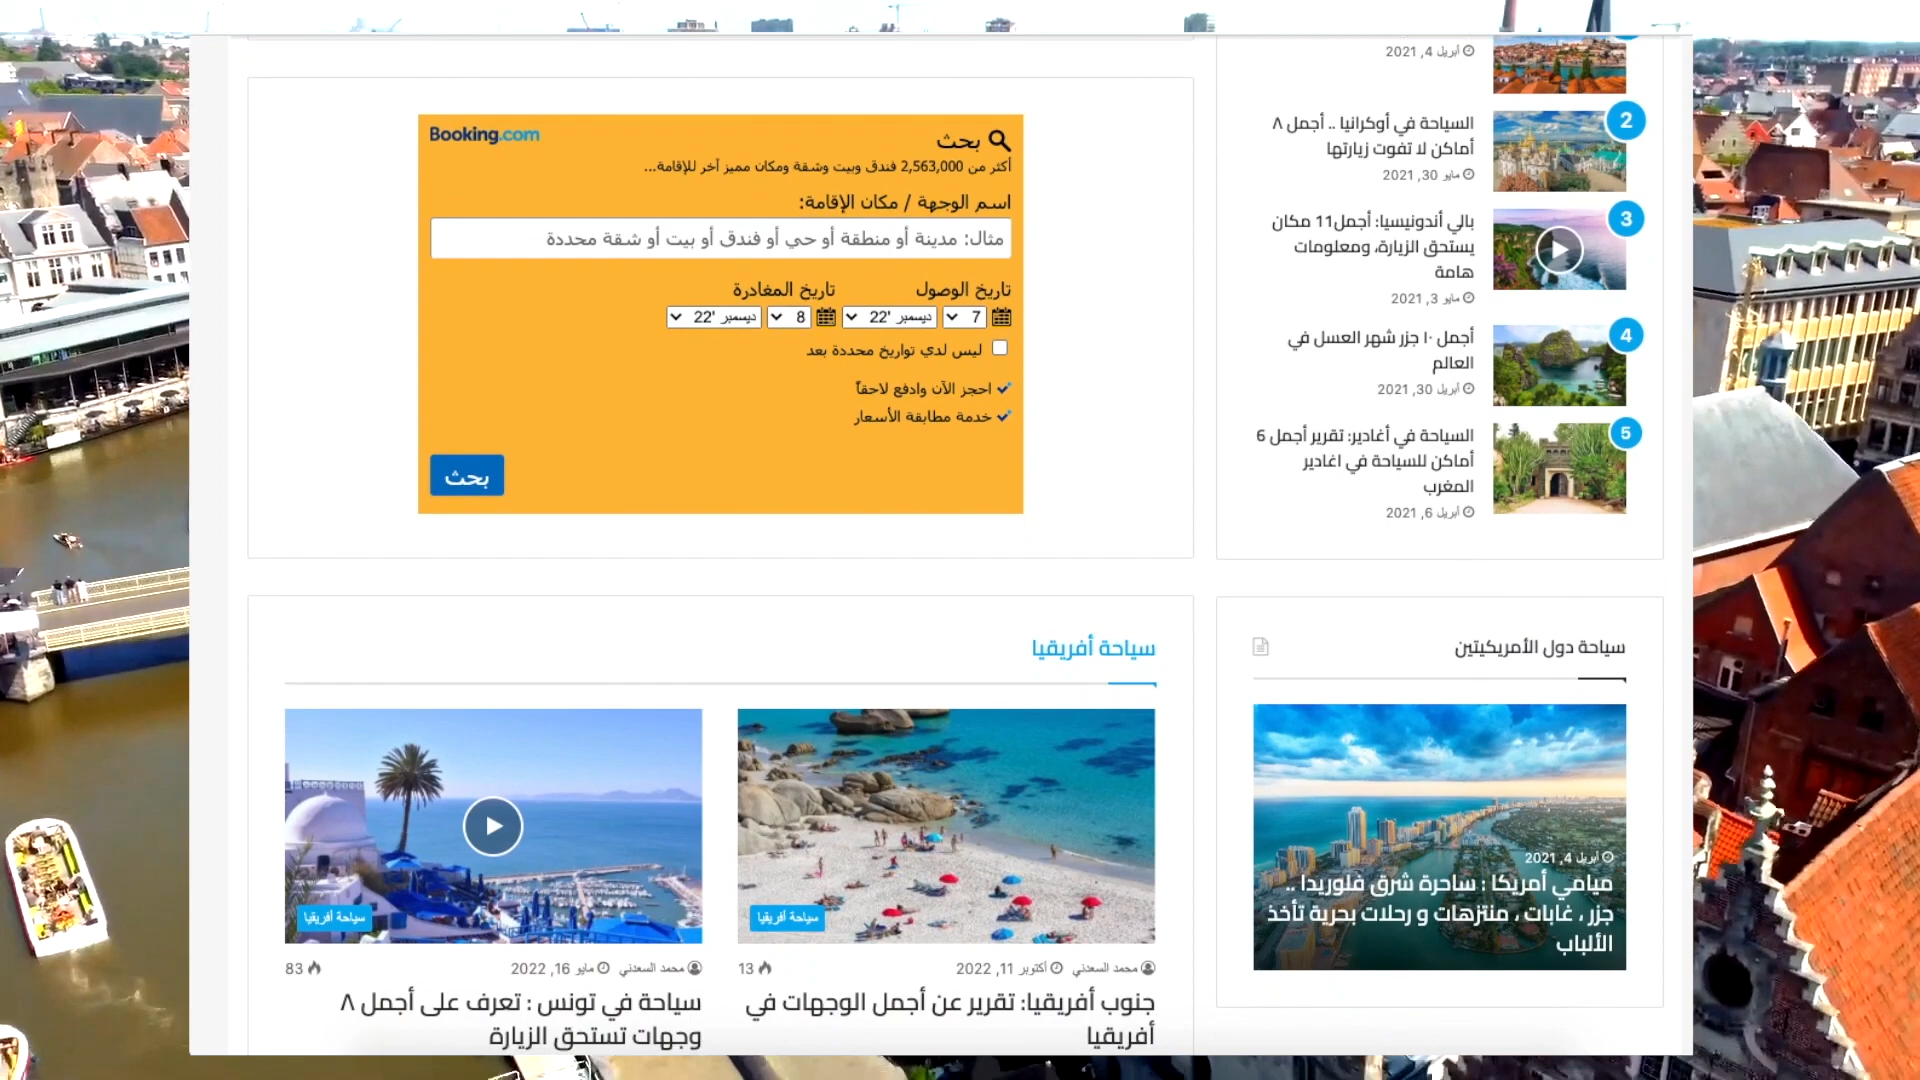 Booking.com
بحث
أكثر من 2,563,000 فندق وبيت وشقة ومكان مميز آخر للإقامة...
اسم الوجهة / مكان الإقامة:
مثال: مدينة أو منطقة أو حي أو فندق أو بيت أو شقة محددة
تاريخ الوصول
تاريخ المغادرة
7 ديسمبر '22
8 ديسمبر '22
ليس لدي تواريخ محددة بعد
احجز الآن وادفع لاحقاً
خدمة مطابقة الأسعار
بحث
أبريل 4, 2021
2
السياحة في أوكرانيا .. أجمل ٨
أماكن لا تفوت زيارتها
مايو 30, 2021
3
بالي أندونيسيا: أجمل11 مكان
يستحق الزيارة، ومعلومات
هامة
مايو 3, 2021
4
أجمل ١٠ جزر شهر العسل في
العالم
أبريل 30, 2021
5
السياحة في أغادير: تقرير أجمل 6
أماكن للسياحة في اغادير
المغرب
أبريل 6, 2021
سياحة دول الأمريكيتين
أبريل 4, 2021
ميامي أمريكا : ساحرة شرق فلوريدا ..
جزر ، غابات ، منتزهات و رحلات بحرية تأخذ
الألباب
سياحة أفريقيا
سياحة أفريقيا
محمد السعدني أكتوبر 11, 2022 13
جنوب أفريقيا: تقرير عن أجمل الوجهات في
أفريقيا
سياحة أفريقيا
محمد السعدني مايو 16, 2022 83
سياحة في تونس : تعرف على أجمل ٨
وجهات تستحق الزيارة